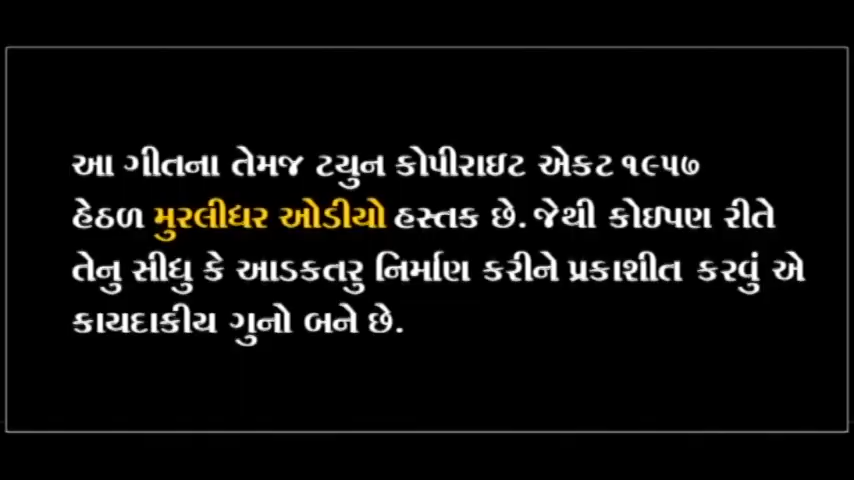 આ ગીતના તેમજ ટયુન કોપીરાઇટ એકટ ૧૯૫૭
હેઠળ મુરલીધર ઓડીયો હસ્તક છે. જેથી કોઇપણ રીતે
તેનુ સીધુ કે આડકતરુ નિર્માણ કરીને પ્રકાશીત કરવું એ
કાયદાકીય ગુનો બને છે.